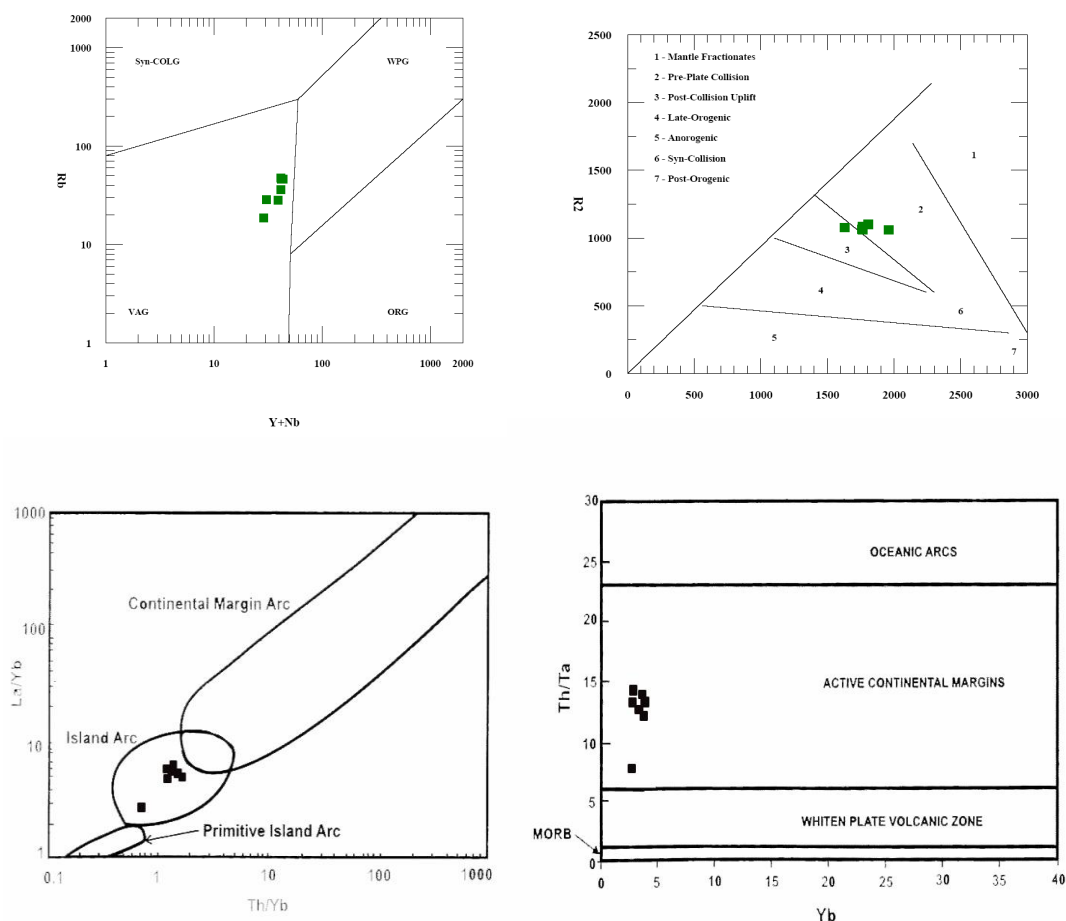 2000
1000
Syn-COLG
WPG
100
Rb
10
VAG
ORG
1
1
10
100
1000
2000
Y+Nb
2500
1 - Mantle Fractionates
2 - Pre-Plate Collision
2000
3 - Post-Collision Uplift
4 - Late-Orogenic
5 - Anorogenic
1500
6 - Syn-Collision
7 - Post-Orogenic
1
R2
2
1000
3
4
500
6
5
7
0
0
500
1000
1500
2000
2500
3000
1000
Continental Margin Arc
100
La/Yb
Island Arc
10
Primitive Island Arc
1
0.1
1
10
100
1000
Th/Yb
30
OCEANIC ARCS
25
20
Th/Ta
15
ACTIVE CONTINENTAL MARGINS
10
5
WHITEN PLATE VOLCANIC ZONE
MORB
0
0
5
10
15
20
25
30
35
40
Yb